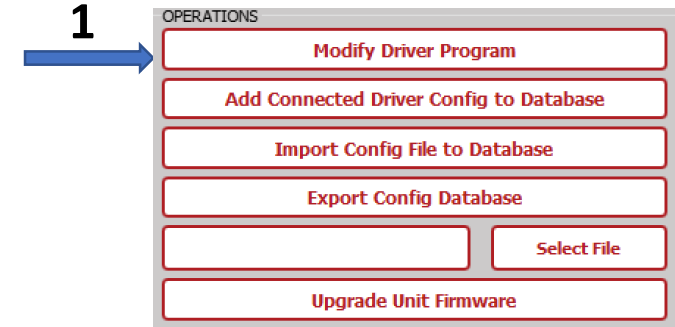 1
OPERATIONS
Modify Driver Program
Add Connected Driver Config to Database
Import Config File to Database
Export Config Database
Select File
Upgrade Unit Firmware